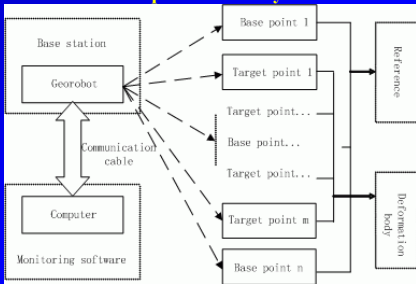 Base station
Georobot
Communication
cable
Computer
Monitoring software
Base point 1
Target point 1
Target point...
Base point...
Target point...
Target point m
Base point n
Reference
Deformation
body